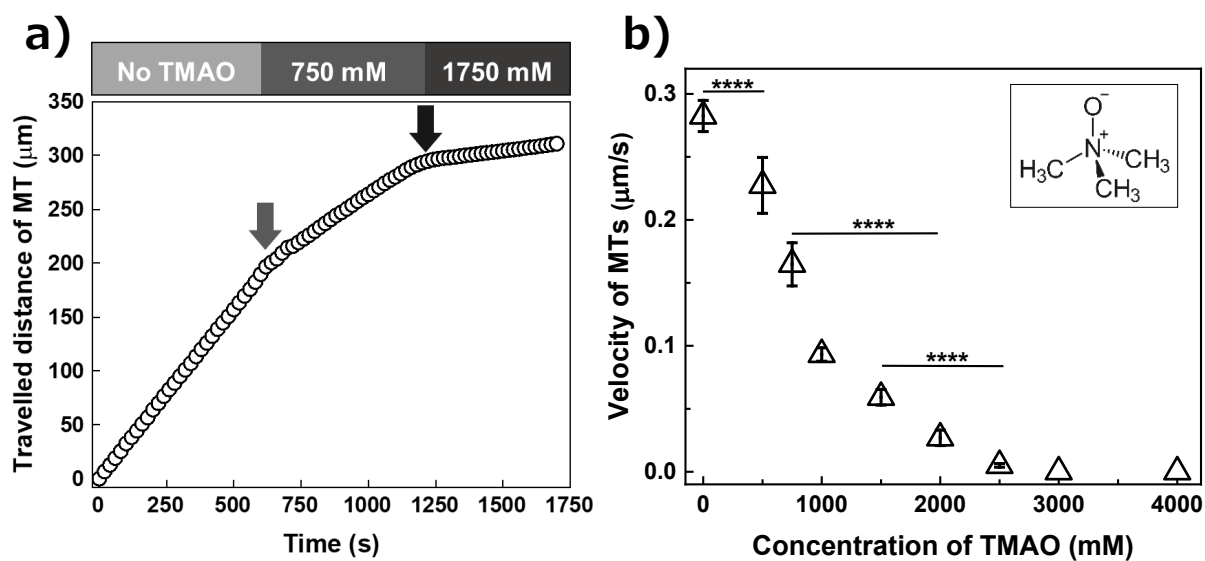 a)
No TMAO 750 mM 1750 mM
350
300
250
200
150
100
50
0
Travelled distance of MT (μm)
0 250 500 750 1000 1250 1500 1750
Time (s)
b)
0.3
0.2
0.1
0.0
Velocity of MTs (μm/s)
****
****
****
O−
N+
H3C
CH3
CH3
0 1000 2000 3000 4000
Concentration of TMAO (mM)